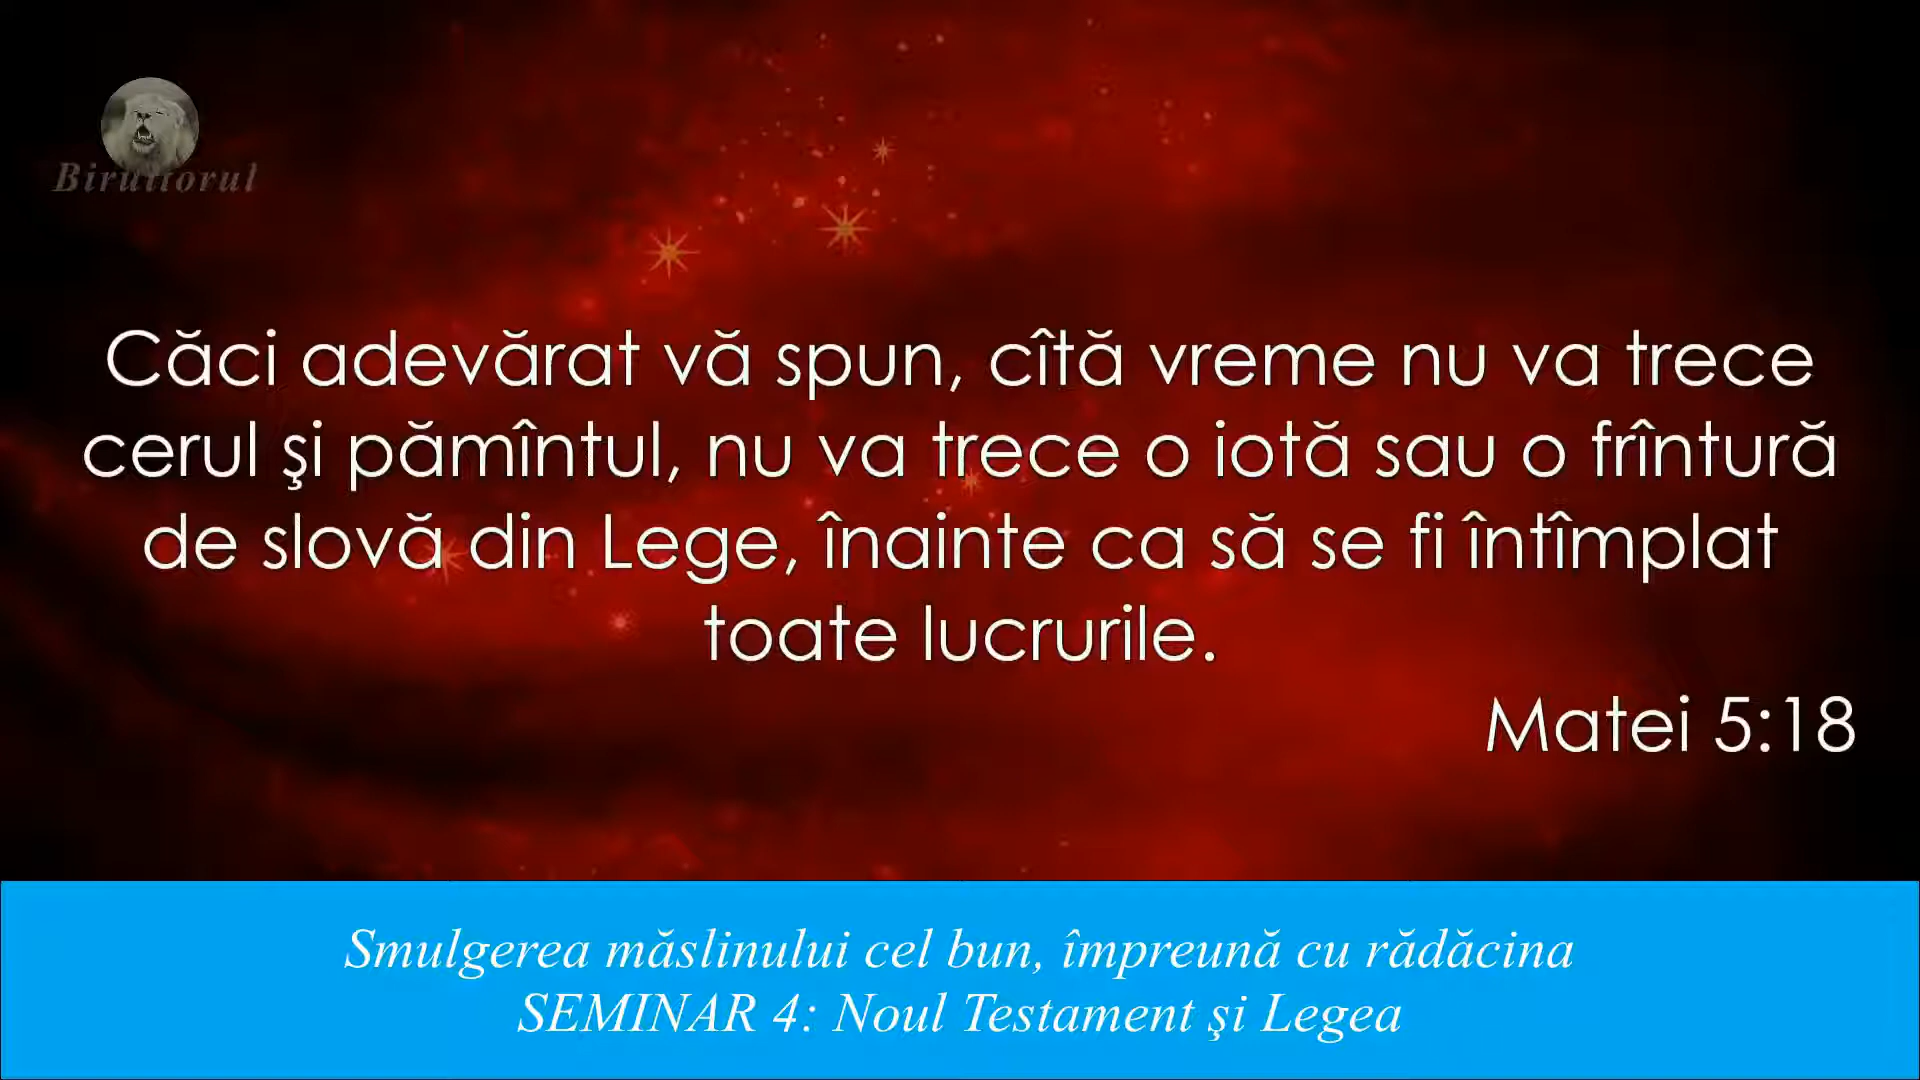 Biruitorul
Căci adevărat vă spun, cîtă vreme nu va trece
cerul şi pămîntul, nu va trece o iotă sau o frîntură
de slovă din Lege, înainte ca să se fi întîmplat
toate lucrurile.
Matei 5:18
Smulgerea măslinului cel bun, împreună cu rădăcina
SEMINAR 4: Noul Testament şi Legea